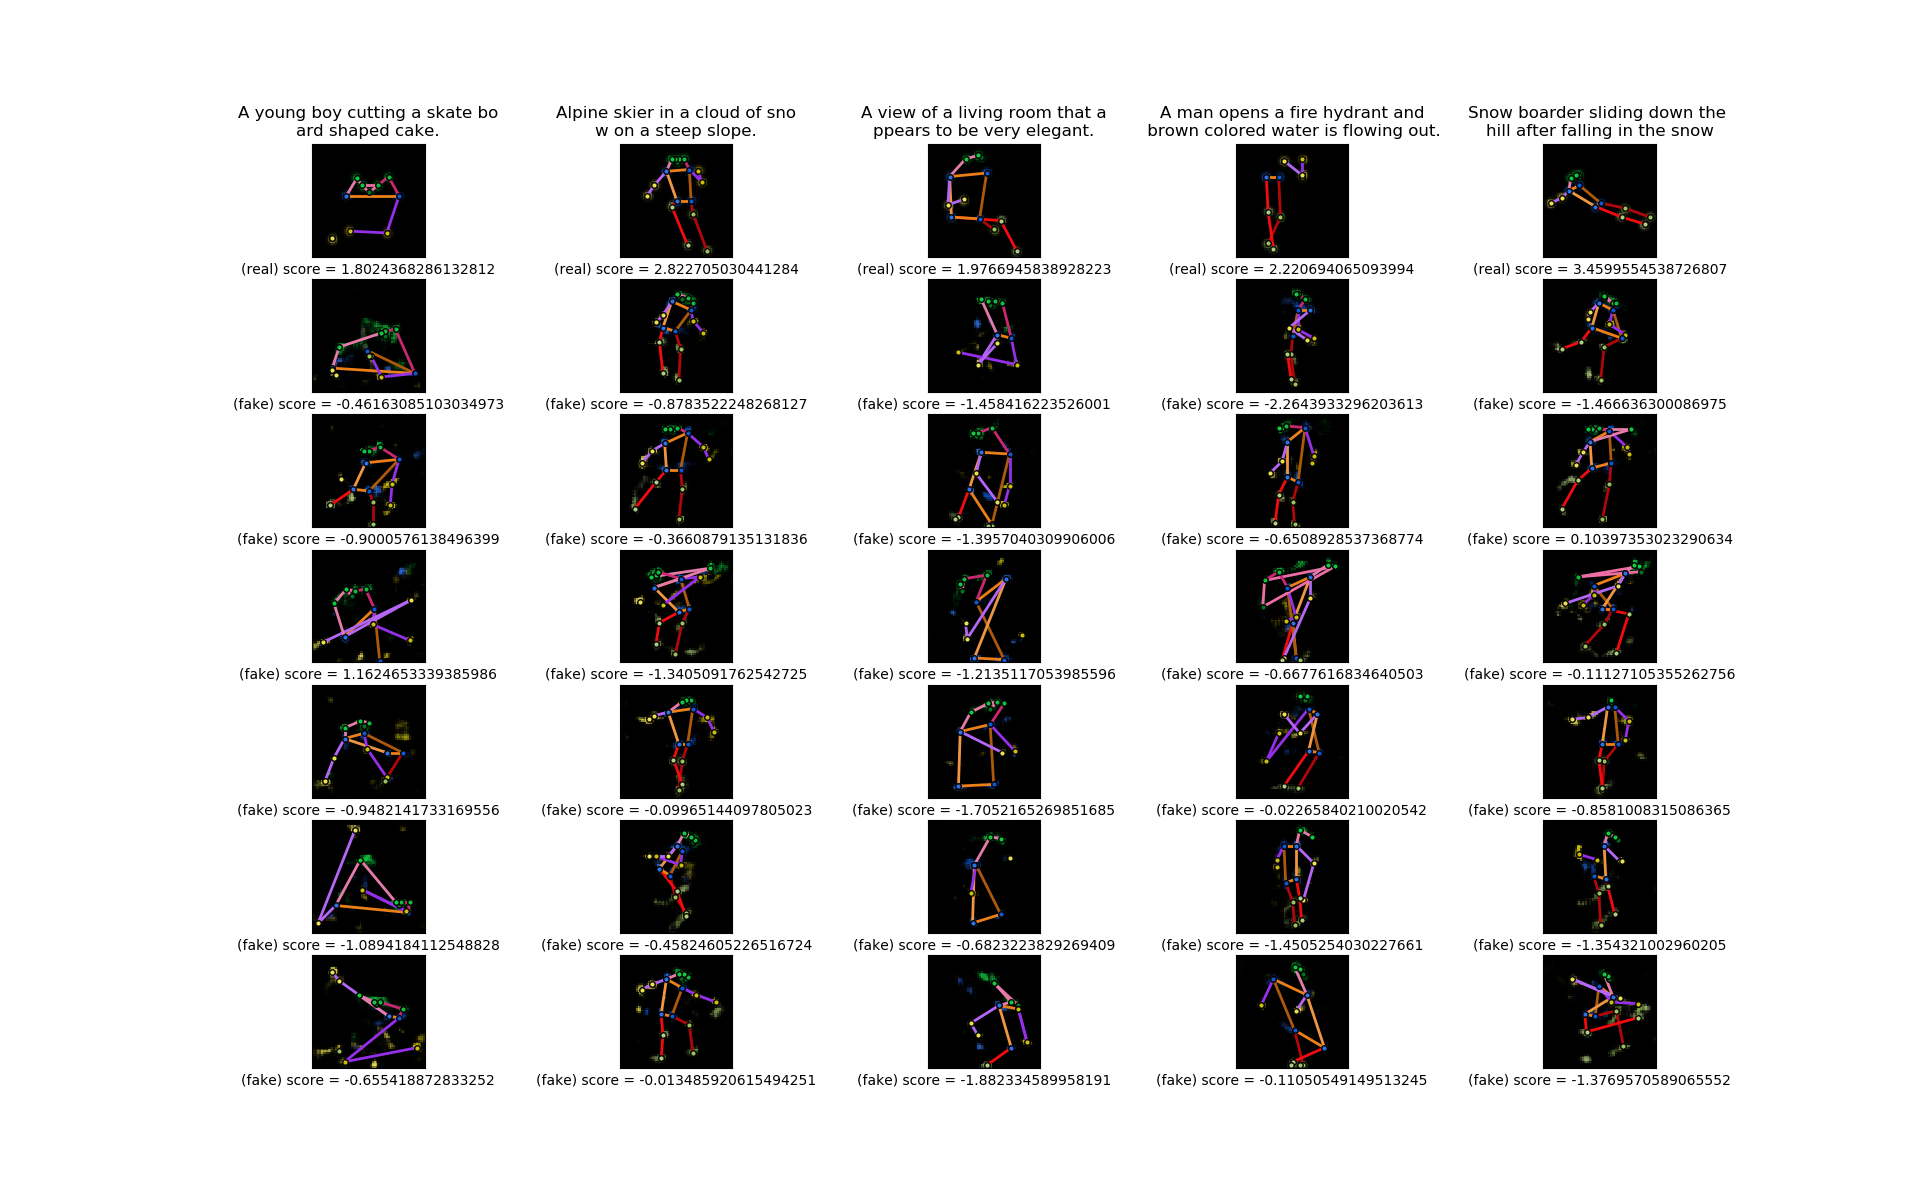 A young boy cutting a skate bo
ard shaped cake.
Alpine skier in a cloud of sno
w on a steep slope.
A view of a living room that a
ppears to be very elegant.
A man opens a fire hydrant and
brown colored water is flowing out.
Snow boarder sliding down the
hill after falling in the snow
(real) score = 1.8024368286132812
(real) score = 2.822705030441284
(real) score = 1.9766945838928223
(real) score = 2.220694065093994
(real) score = 3.4599554538726807
(fake) score = -0.46163085103034973
(fake) score = -0.8783522248268127
(fake) score = -1.458416223526001
(fake) score = -2.2643933296203613
(fake) score = -1.466636300086975
(fake) score = -0.9000576138496399
(fake) score = -0.3660879135131836
(fake) score = -1.3957040309906006
(fake) score = -0.6508928537368774
(fake) score = 0.10397353023290634
(fake) score = 1.1624653339385986
(fake) score = -1.3405091762542725
(fake) score = -1.2135117053985596
(fake) score = -0.6677616834640503
(fake) score = -0.11127105355262756
(fake) score = -0.9482141733169556
(fake) score = -0.09965144097805023
(fake) score = -1.7052165269851685
(fake) score = -0.02265840210020542
(fake) score = -0.8581008315086365
(fake) score = -1.0894184112548828
(fake) score = -0.45824605226516724
(fake) score = -0.6823223829269409
(fake) score = -1.4505254030227661
(fake) score = -1.354321002960205
(fake) score = -0.655418872833252
(fake) score = -0.013485920615494251
(fake) score = -1.882334589958191
(fake) score = -0.11050549149513245
(fake) score = -1.3769570589065552